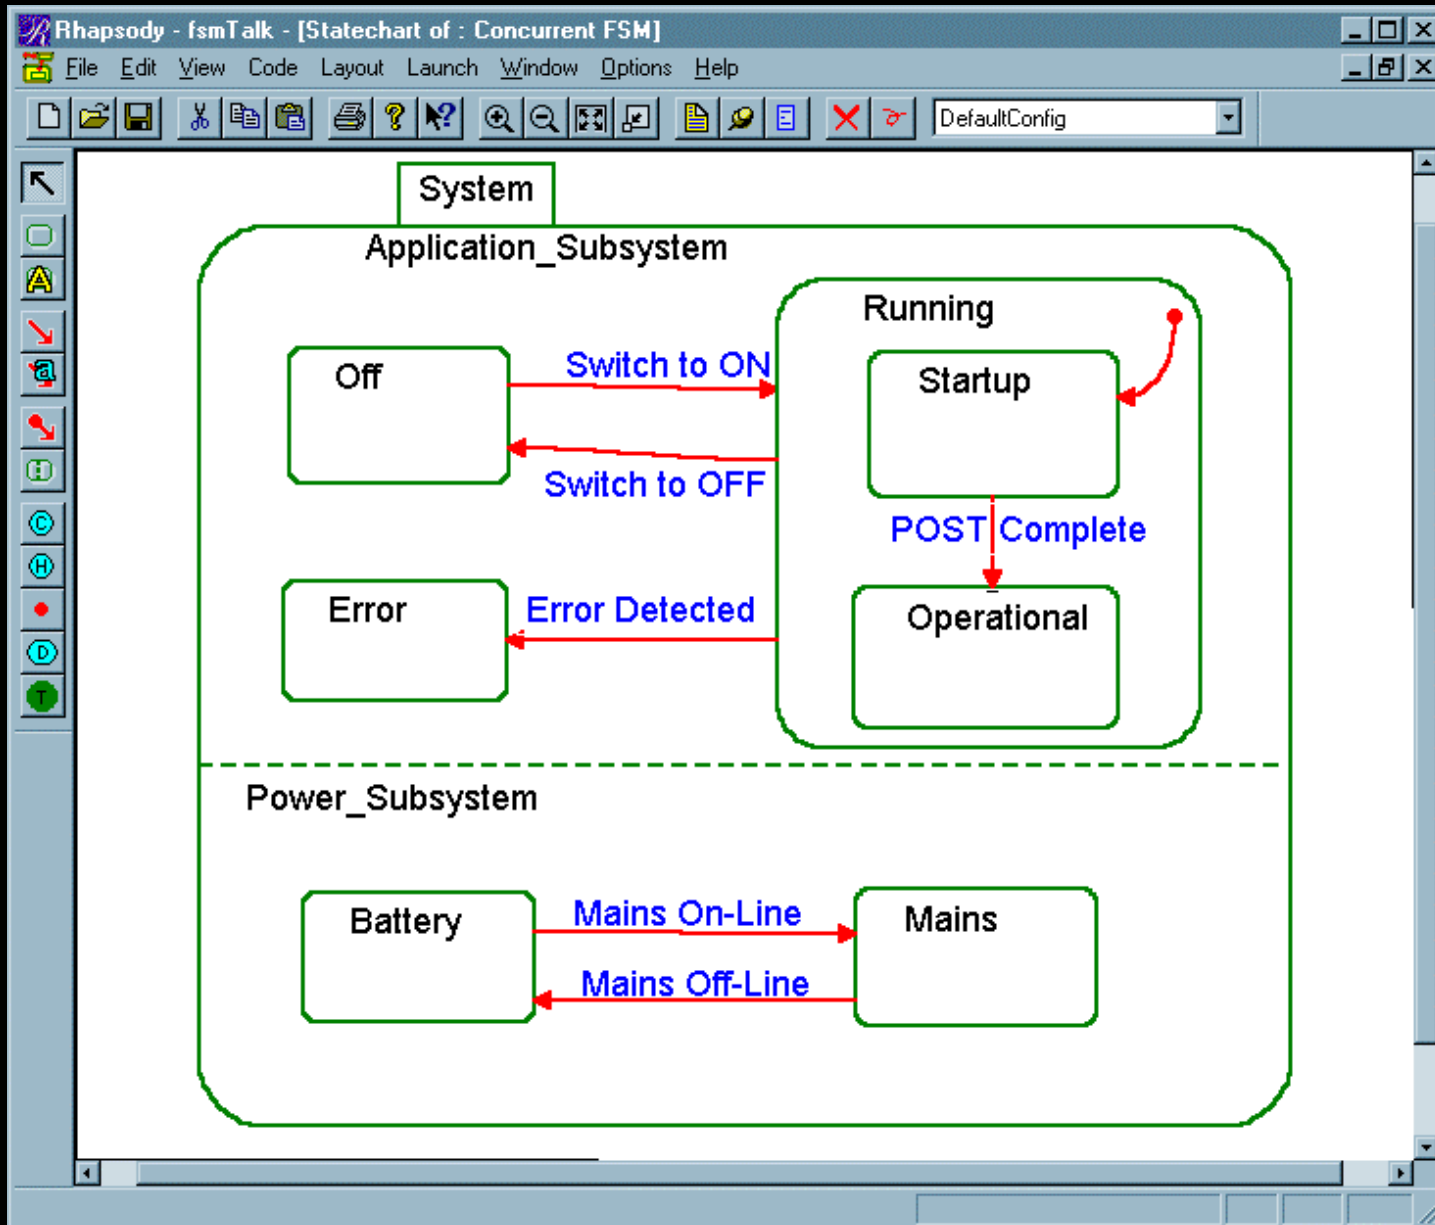 Rhapsody - fsmTalk - [Statechart of : Concurrent FSM]
File Edit View Code Layout Launch Window Options Help
DefaultConfig
System
Application_Subsystem
Running
Off
Switch to ON
Startup
Switch to OFF
POST Complete
Error
Error Detected
Operational
Power_Subsystem
Battery
Mains On-Line
Mains
Mains Off-Line
A
a
C
H
D
T